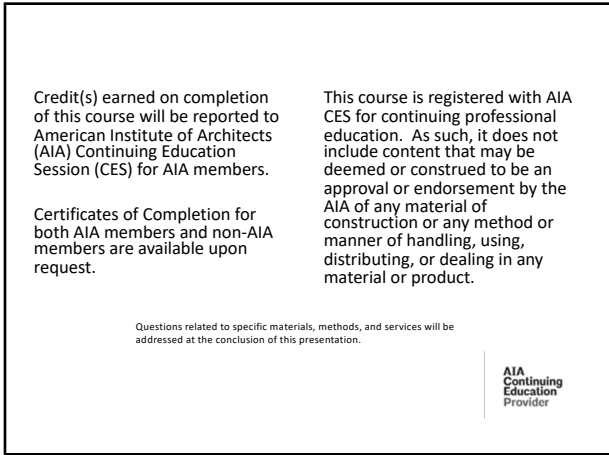 Credit(s) earned on completion
of this course will be reported to
American Institute of Architects
(AIA) Continuing Education
Session (CES) for AIA members.
Certificates of Completion for
both AIA members and non-AIA
members are available upon
request.
This course is registered with AIA
CES for continuing professional
education.  As such, it does not
include content that may be
deemed or construed to be an
approval or endorsement by the
AIA of any material of
construction or any method or
manner of handling, using,
distributing, or dealing in any
material or product.
Questions related to specific materials, methods, and services will be
addressed at the conclusion of this presentation.
AIA
Continuing
Education
Provider